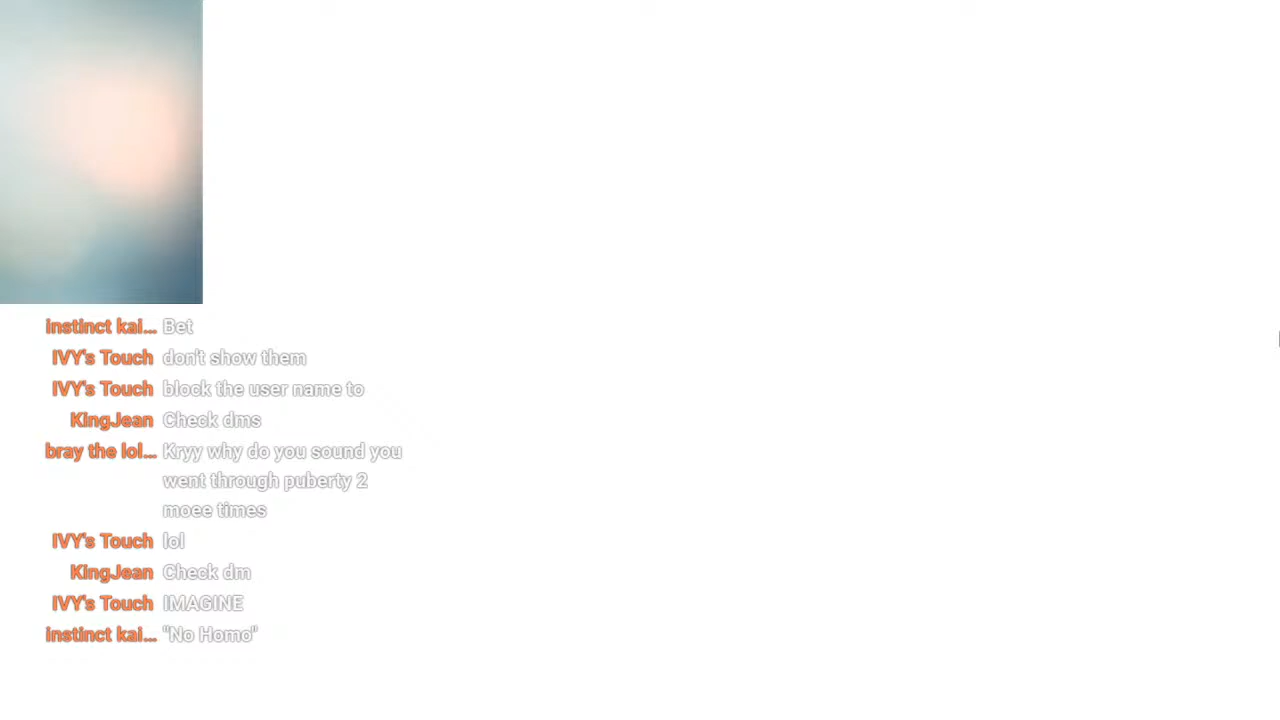 instinct kai... Bet
IVY's Touch don't show them
IVY's Touch block the user name to
KingJean Check dms
bray the lol... Kryy why do you sound you
went through puberty 2
moee times
IVY's Touch lol
KingJean Check dm
IVY's Touch IMAGINE
instinct kai... "No Homo"